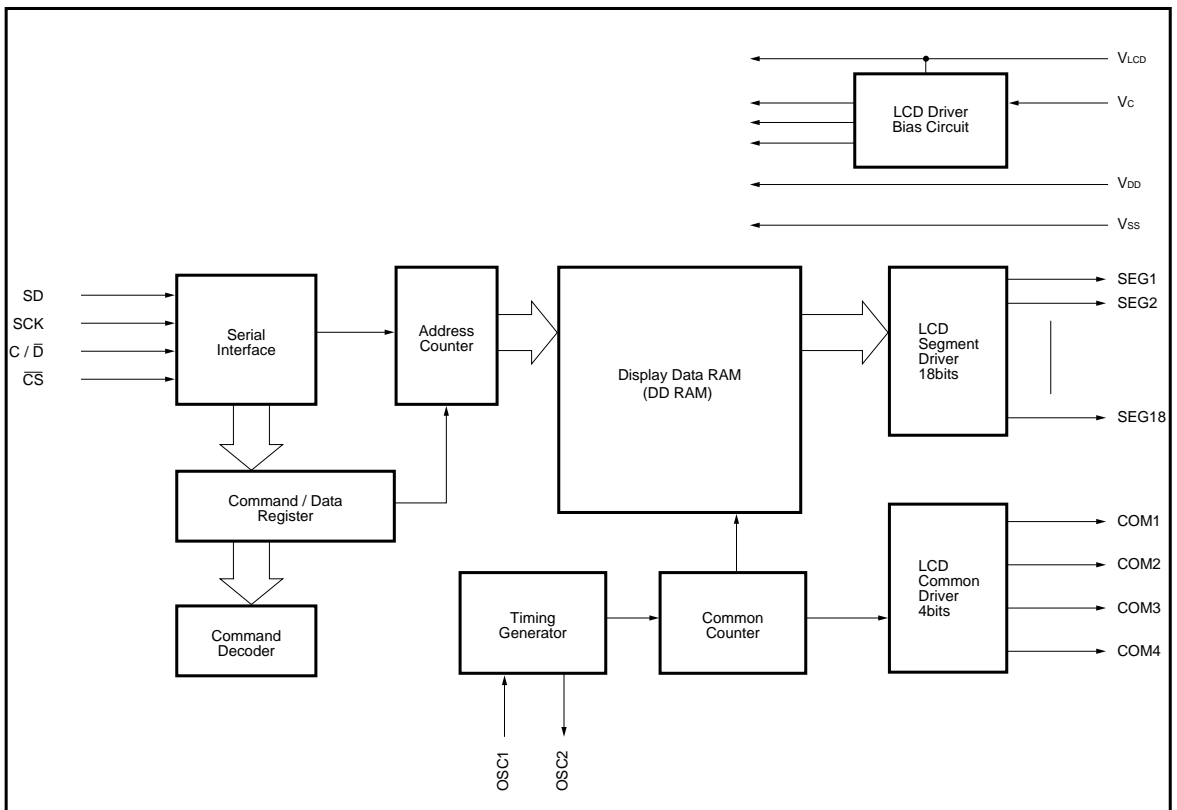 VLCD
LCD Driver
Bias Circuit
VC
VDD
VSS
SD
SCK
C / D̅
C̅S̅
Serial
Interface
Address
Counter
Display Data RAM
(DD RAM)
LCD
Segment
Driver
18bits
SEG1
SEG2
SEG18
Command / Data
Register
Command
Decoder
Timing
Generator
Common
Counter
LCD
Common
Driver
4bits
COM1
COM2
COM3
COM4
OSC1
OSC2